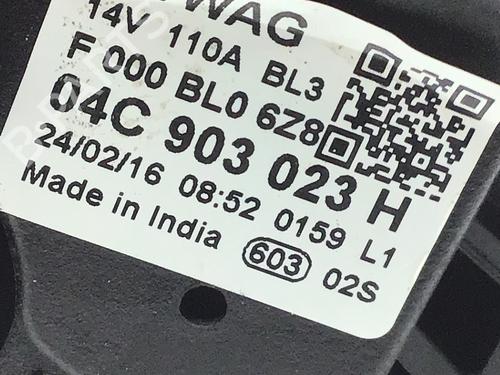 WAG
14V 110A BL3
F 000 BL0 6Z8
04C 903 023 H
24/02/16 08:52 0159 L1
Made in India 603 02S